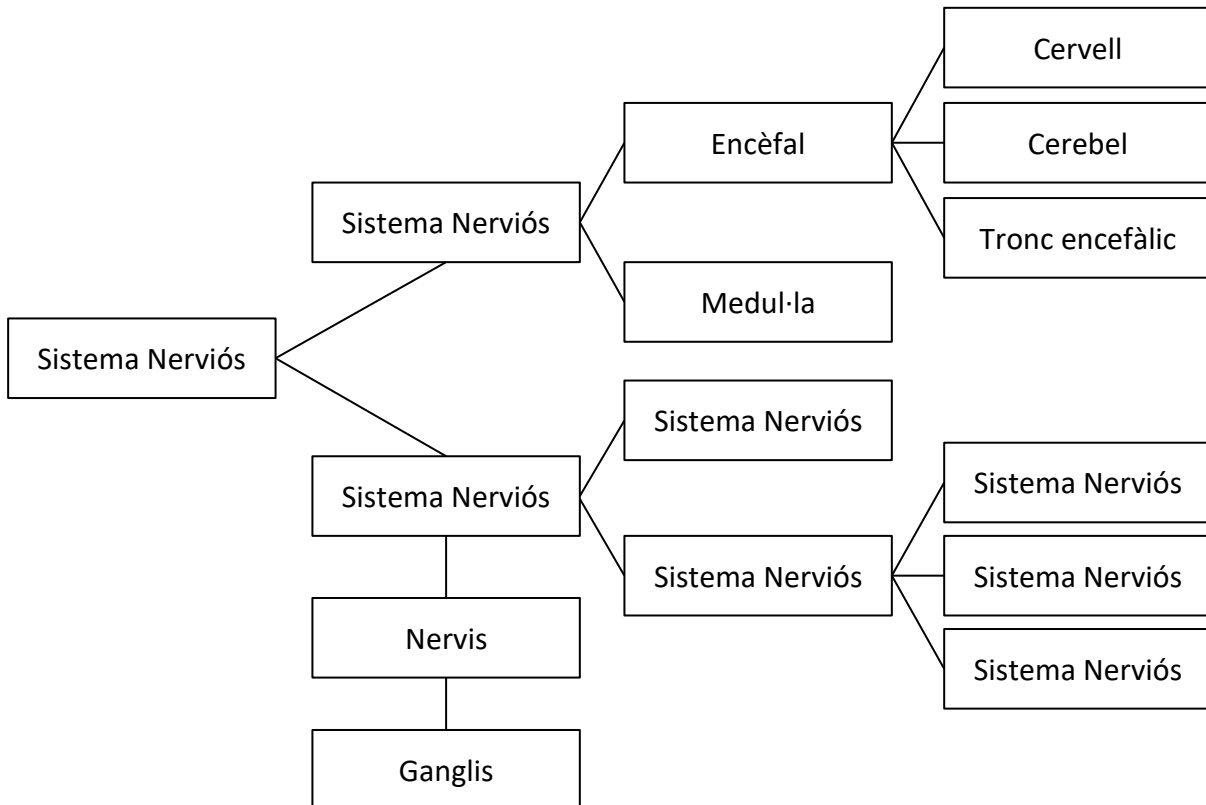 Cervell
Encèfal
Cerebel
Sistema Nerviós
Tronc encefàlic
Medul·la
Sistema Nerviós
Sistema Nerviós
Sistema Nerviós
Sistema Nerviós
Sistema Nerviós
Sistema Nerviós
Nervis
Sistema Nerviós
Ganglis